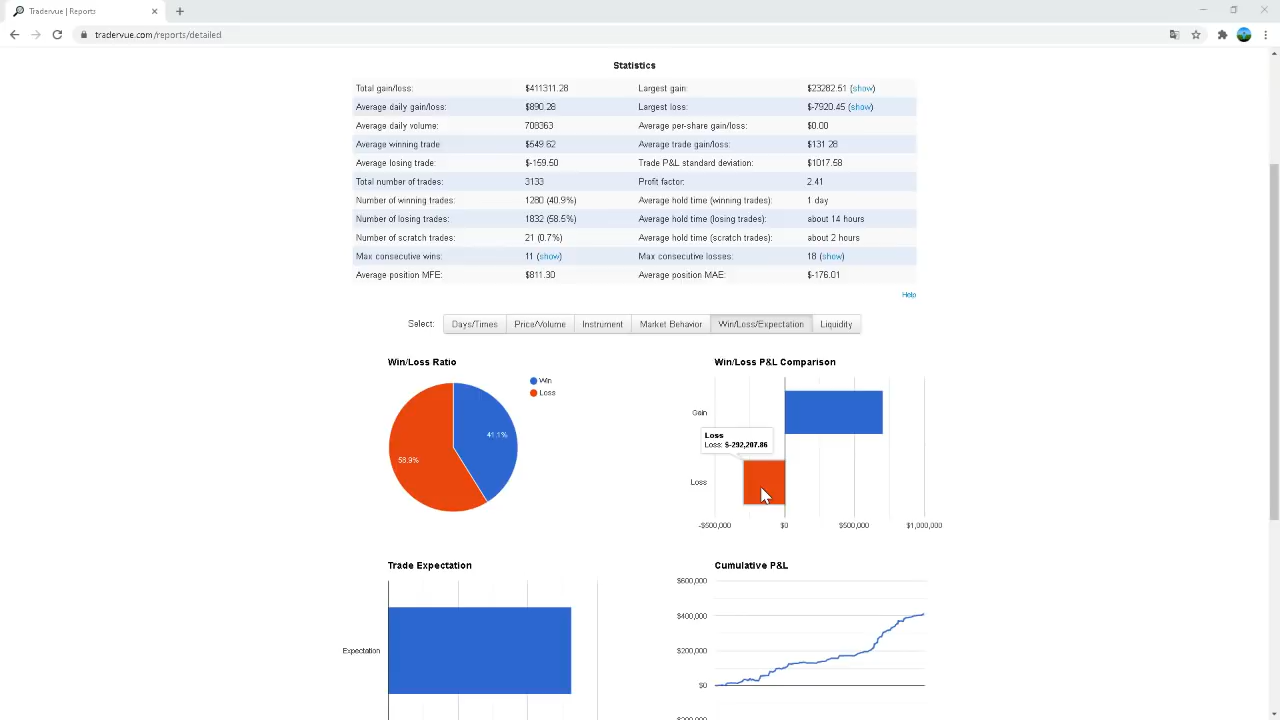 Tradervue | Reports
tradervue.com/reports/detailed
Statistics
Total gain/loss: $411311.28 Largest gain: $23282.51 (show)
Average daily gain/loss: $890.28 Largest loss: $-7920.45 (show)
Average daily volume: 708363 Average per-share gain/loss: $0.00
Average winning trade $549.62 Average trade gain/loss: $131.28
Average losing trade: $-159.50 Trade P&L standard deviation: $1017.58
Total number of trades: 3133 Profit factor: 2.41
Number of winning trades: 1280 (40.9%) Average hold time (winning trades): 1 day
Number of losing trades: 1832 (58.5%) Average hold time (losing trades): about 14 hours
Number of scratch trades: 21 (0.7%) Average hold time (scratch trades): about 2 hours
Max consecutive wins: 11 (show) Max consecutive losses: 18 (show)
Average position MFE: $811.30 Average position MAE: $-176.01
Help
Select: Days/Times Price/Volume Instrument Market Behavior Win/Loss/Expectation Liquidity
Win/Loss Ratio
Win
Loss
41.1%
58.9%
Win/Loss P&L Comparison
Gain
Loss
Loss: $-292,207.86
Loss
-$500,000 $0 $500,000 $1,000,000
Trade Expectation
Expectation
Cumulative P&L
$600,000
$400,000
$200,000
$0